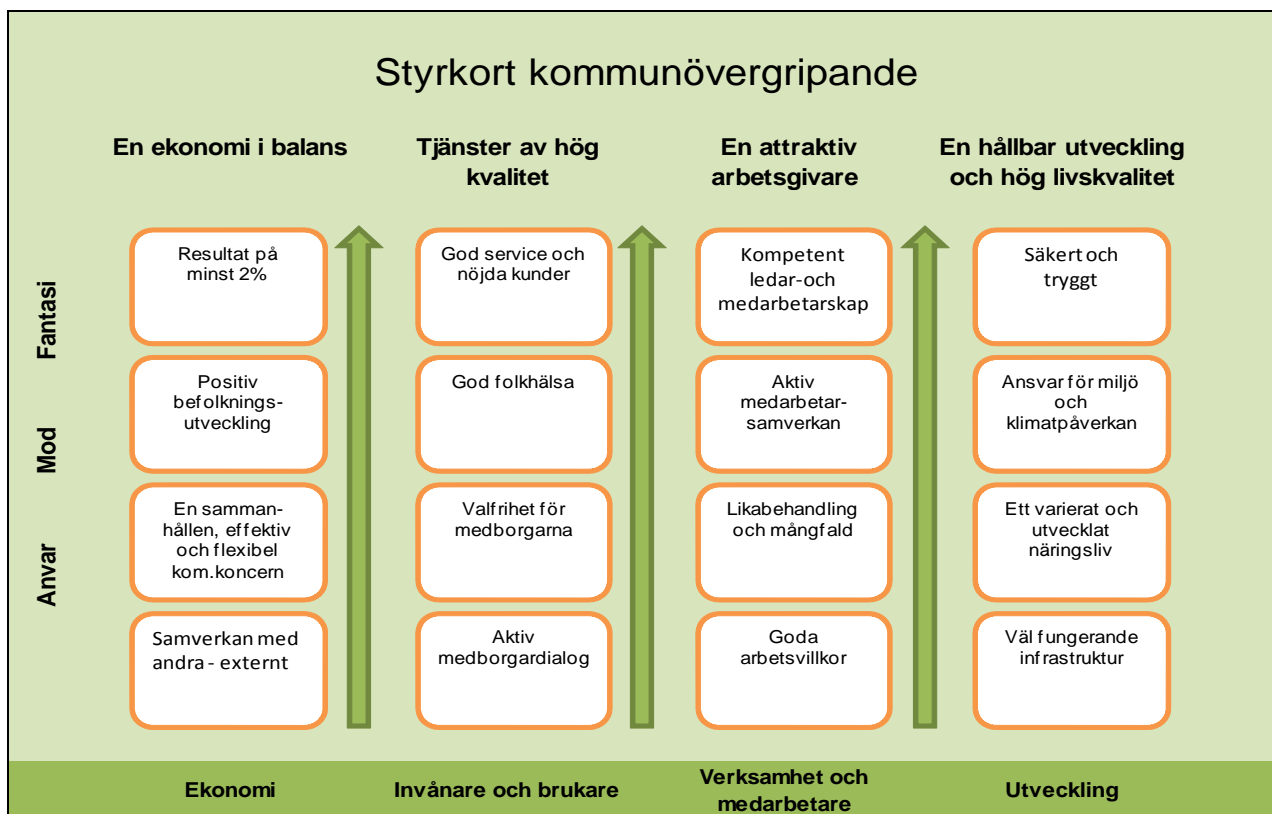 Styrkort kommunövergripande
En ekonomi i balans
Tjänster av hög
kvalitet
En attraktiv
arbetsgivare
En hållbar utveckling
och hög livskvalitet
Fantasi
Mod
Anvar
Resultat på
minst 2%
Positiv
befolknings-
utveckling
En samman-
hållen, effektiv
och flexibel
kom.koncern
Samverkan med
andra - externt
God service och
nöjda kunder
God folkhälsa
Valfrihet för
medborgarna
Aktiv
medborgardialog
Kompetent
ledar-och
medarbetarskap
Aktiv
medarbetar-
samverkan
Likabehandling
och mångfald
Goda
arbetsvillkor
Säkert och
tryggt
Ansvar för miljö
och
klimatpåverkan
Ett varierat och
utvecklat
näringsliv
Väl fungerande
infrastruktur
Ekonomi
Invånare och brukare
Verksamhet och
medarbetare
Utveckling